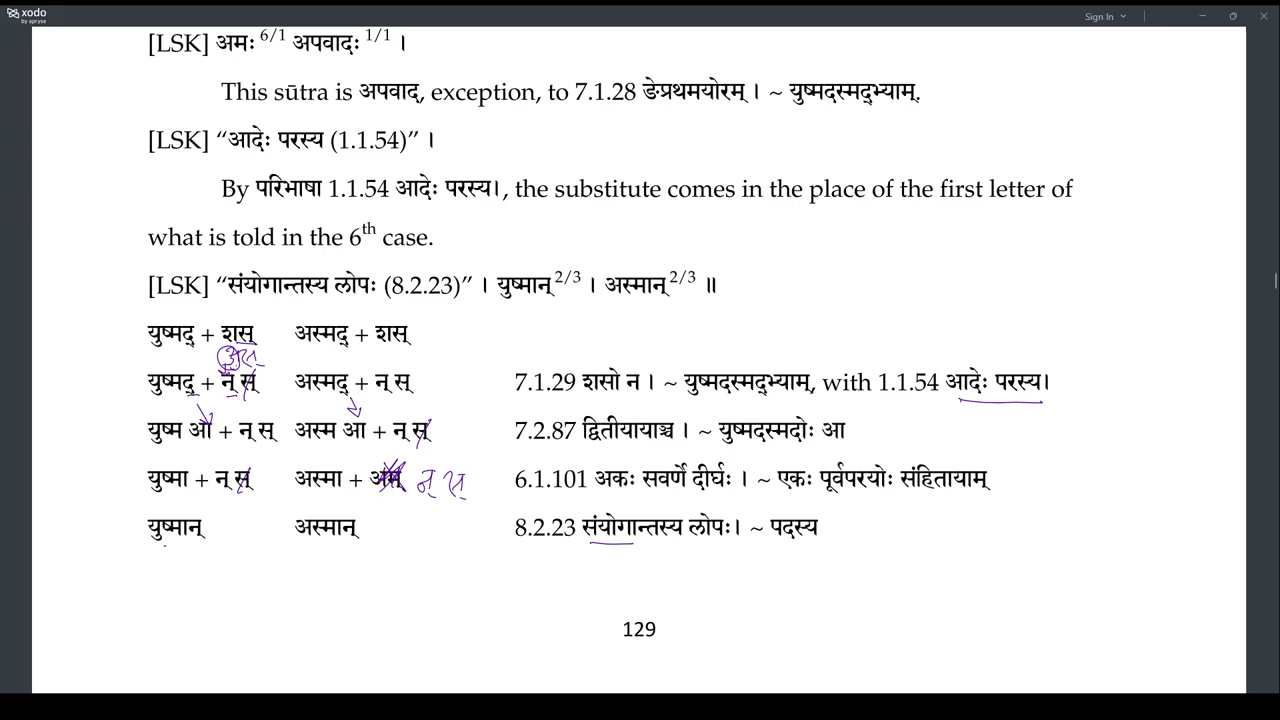 xodo
by apryse
Sign In
[LSK] अमः 6/1 अपवादः 1/1 ।
This sūtra is अपवाद, exception, to 7.1.28 ङेप्रथमयोरम् । ~ युष्मदस्मद्भ्याम्.
[LSK] “आदेः परस्य (1.1.54)” ।
By परिभाषा 1.1.54 आदेः परस्य।, the substitute comes in the place of the first letter of
what is told in the 6th case.
[LSK] “संयोगान्तस्य लोपः (8.2.23)” । युष्मान् 2/3 । अस्मान् 2/3 ॥
युष्मद् + शस् अस्मद् + शस्
अस्
युष्मद् + न् स् अस्मद् + न् स् 7.1.29 शसो न । ~ युष्मदस्मद्भ्याम्, with 1.1.54 आदेः परस्य।
युष्म आ + न् स् अस्म आ + न् स् 7.2.87 द्वितीयायाञ्च । ~ युष्मदस्मदोः आ
युष्मा + न् स् अस्मा + न् स् 6.1.101 अकः सवर्णे दीर्घः । ~ एकः पूर्वपरयोः संहितायाम्
युष्मान् अस्मान् 8.2.23 संयोगान्तस्य लोपः। ~ पदस्य
129